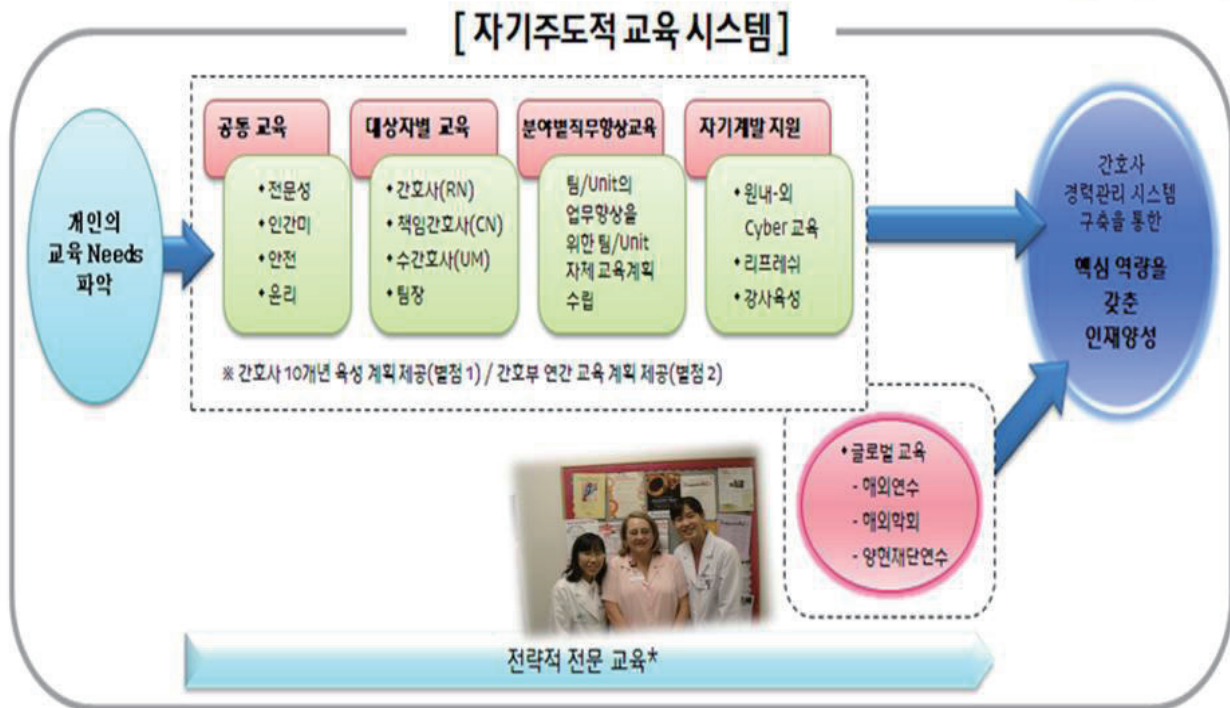 [ 자기주도적 교육 시스템 ]
개인의
교육 Needs
파악
공통 교육
♦ 전문성
♦ 인간미
♦ 안전
♦ 윤리
대상자별 교육
♦ 간호사(RN)
♦ 책임간호사(CN)
♦ 수간호사(UM)
♦ 팀장
분야별직무향상교육
팀/Unit의
업무향상을
위한 팀/Unit
자체 교육계획
수립
자기계발 지원
♦ 원내-외
Cyber 교육
♦ 리프레쉬
♦ 강사육성
※ 간호사 10개년 육성 계획 제공(별첨 1) / 간호부 연간 교육 계획 제공(별첨 2)
간호사
경력관리 시스템
구축을 통한
핵심 역량을
갖춘
인재양성
♦ 글로벌 교육
- 해외연수
- 해외학회
- 양현재단연수
전략적 전문 교육*